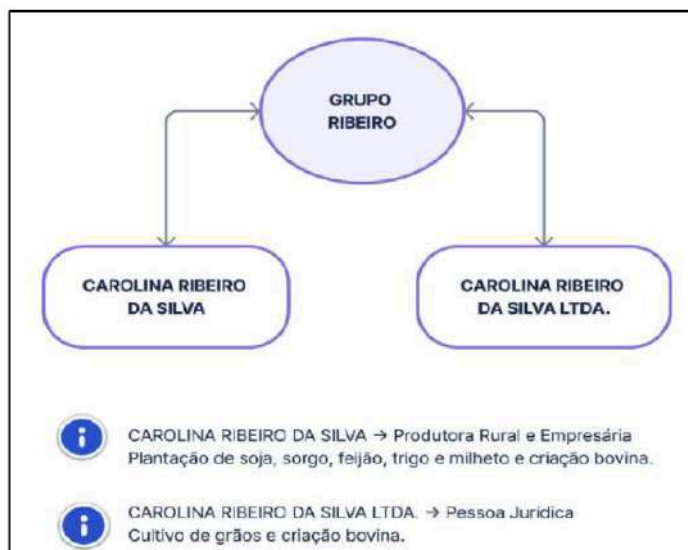 GRUPO
RIBEIRO
CAROLINA RIBEIRO
DA SILVA
CAROLINA RIBEIRO
DA SILVA LTDA.
CAROLINA RIBEIRO DA SILVA → Produtora Rural e Empresária
Plantação de soja, sorgo, feijão, trigo e milheto e criação bovina.
CAROLINA RIBEIRO DA SILVA LTDA. → Pessoa Jurídica
Cultivo de grãos e criação bovina.